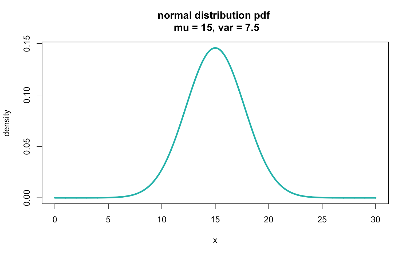 normal distribution pdf
mu = 15, var = 7.5
density
0.15
0.10
0.05
0.00
0 5 10 15 20 25 30
x